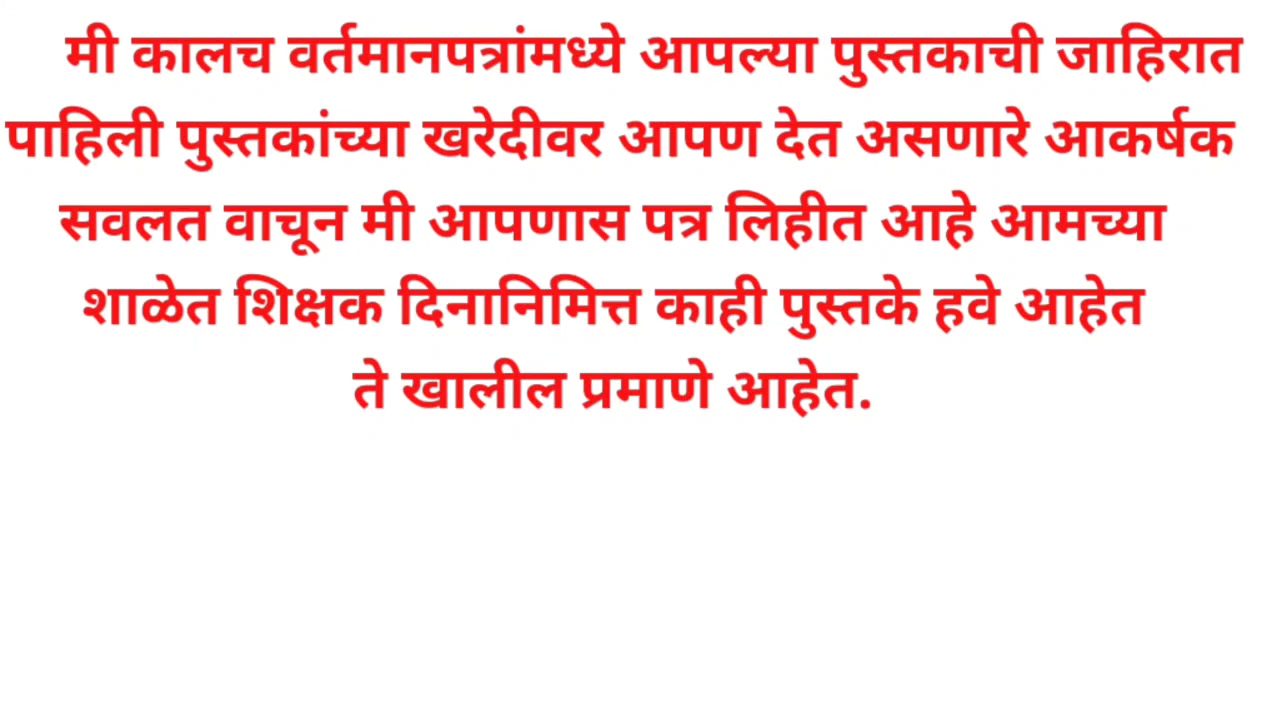 मी कालच वर्तमानपत्रांमध्ये आपल्या पुस्तकाची जाहिरात
पाहिली पुस्तकांच्या खरेदीवर आपण देत असणारे आकर्षक
सवलत वाचून मी आपणास पत्र लिहीत आहे आमच्या
शाळेत शिक्षक दिनानिमित्त काही पुस्तके हवे आहेत
ते खालील प्रमाणे आहेत.